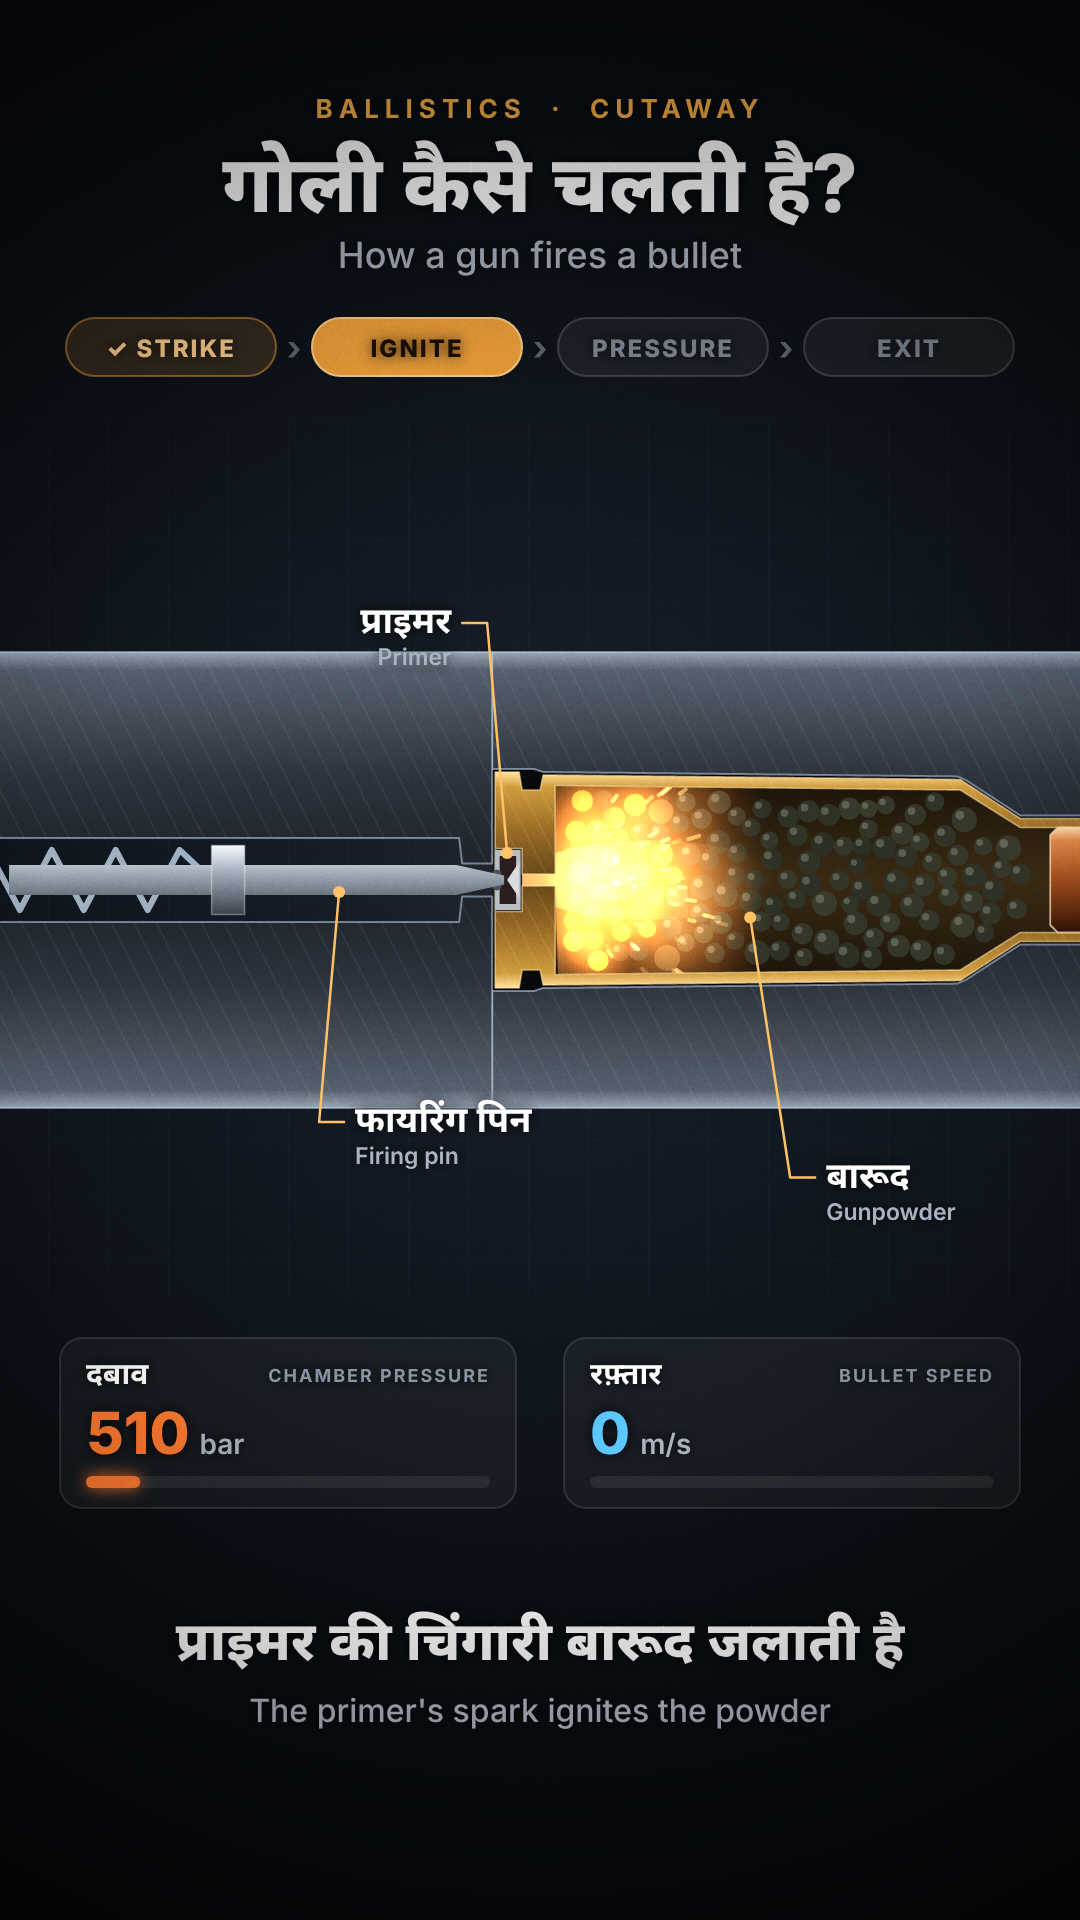 BALLISTICS · CUTAWAY
गोली कैसे चलती है?
How a gun fires a bullet
✓ STRIKE › IGNITE › PRESSURE › EXIT
प्राइमर
Primer
फायरिंग पिन
Firing pin
बारूद
Gunpowder
दबाव CHAMBER PRESSURE
510 bar
रफ़्तार BULLET SPEED
0 m/s
प्राइमर की चिंगारी बारूद जलाती है
The primer's spark ignites the powder